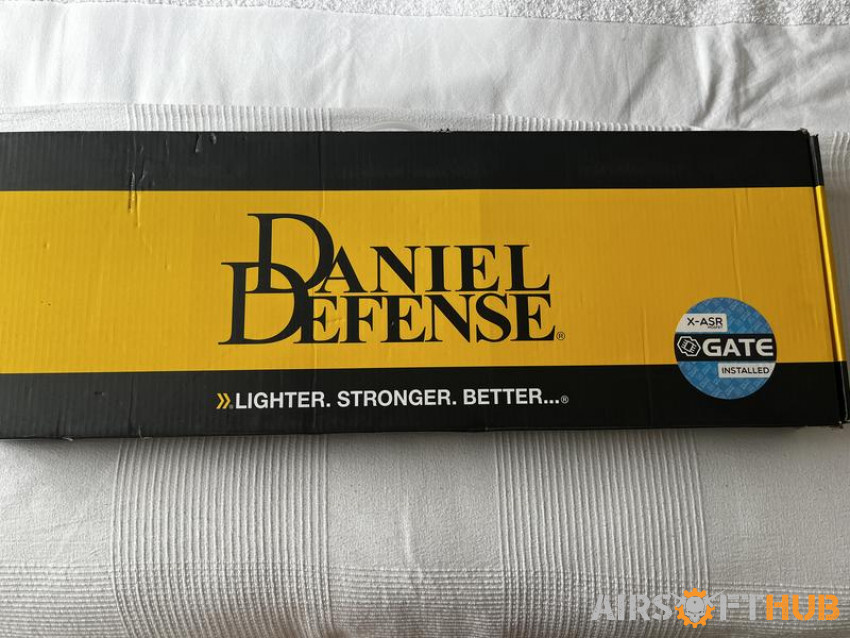 DANIEL
DEFENSE®
X-ASR
GATE
INSTALLED
».LIGHTER. STRONGER. BETTER...®
AIRSOFTHUB